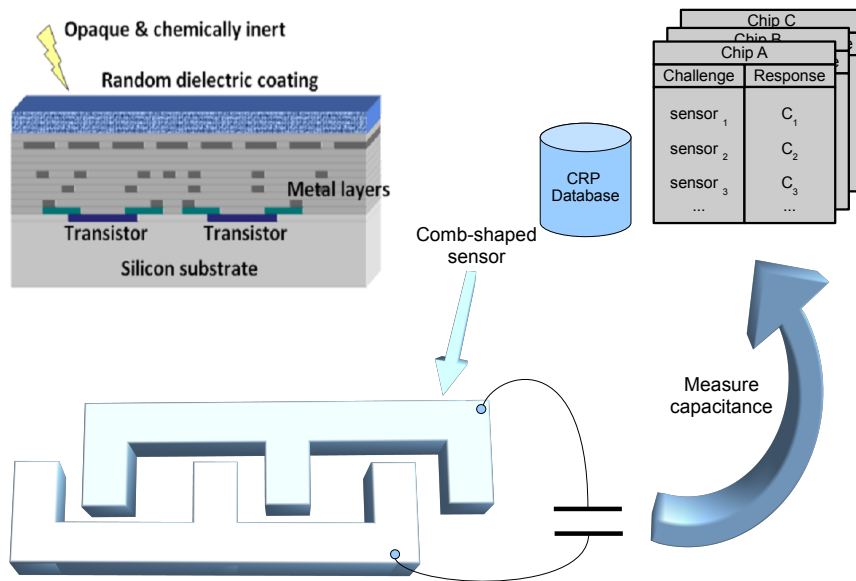 Opaque & chemically inert
Random dielectric coating
Metal layers
Transistor Transistor
Silicon substrate
Comb-shaped
sensor
CRP
Database
Chip C
Chip B
Chip A
Challenge Response
sensor 1 C1
sensor 2 C2
sensor 3 C3
... ...
Measure
capacitance